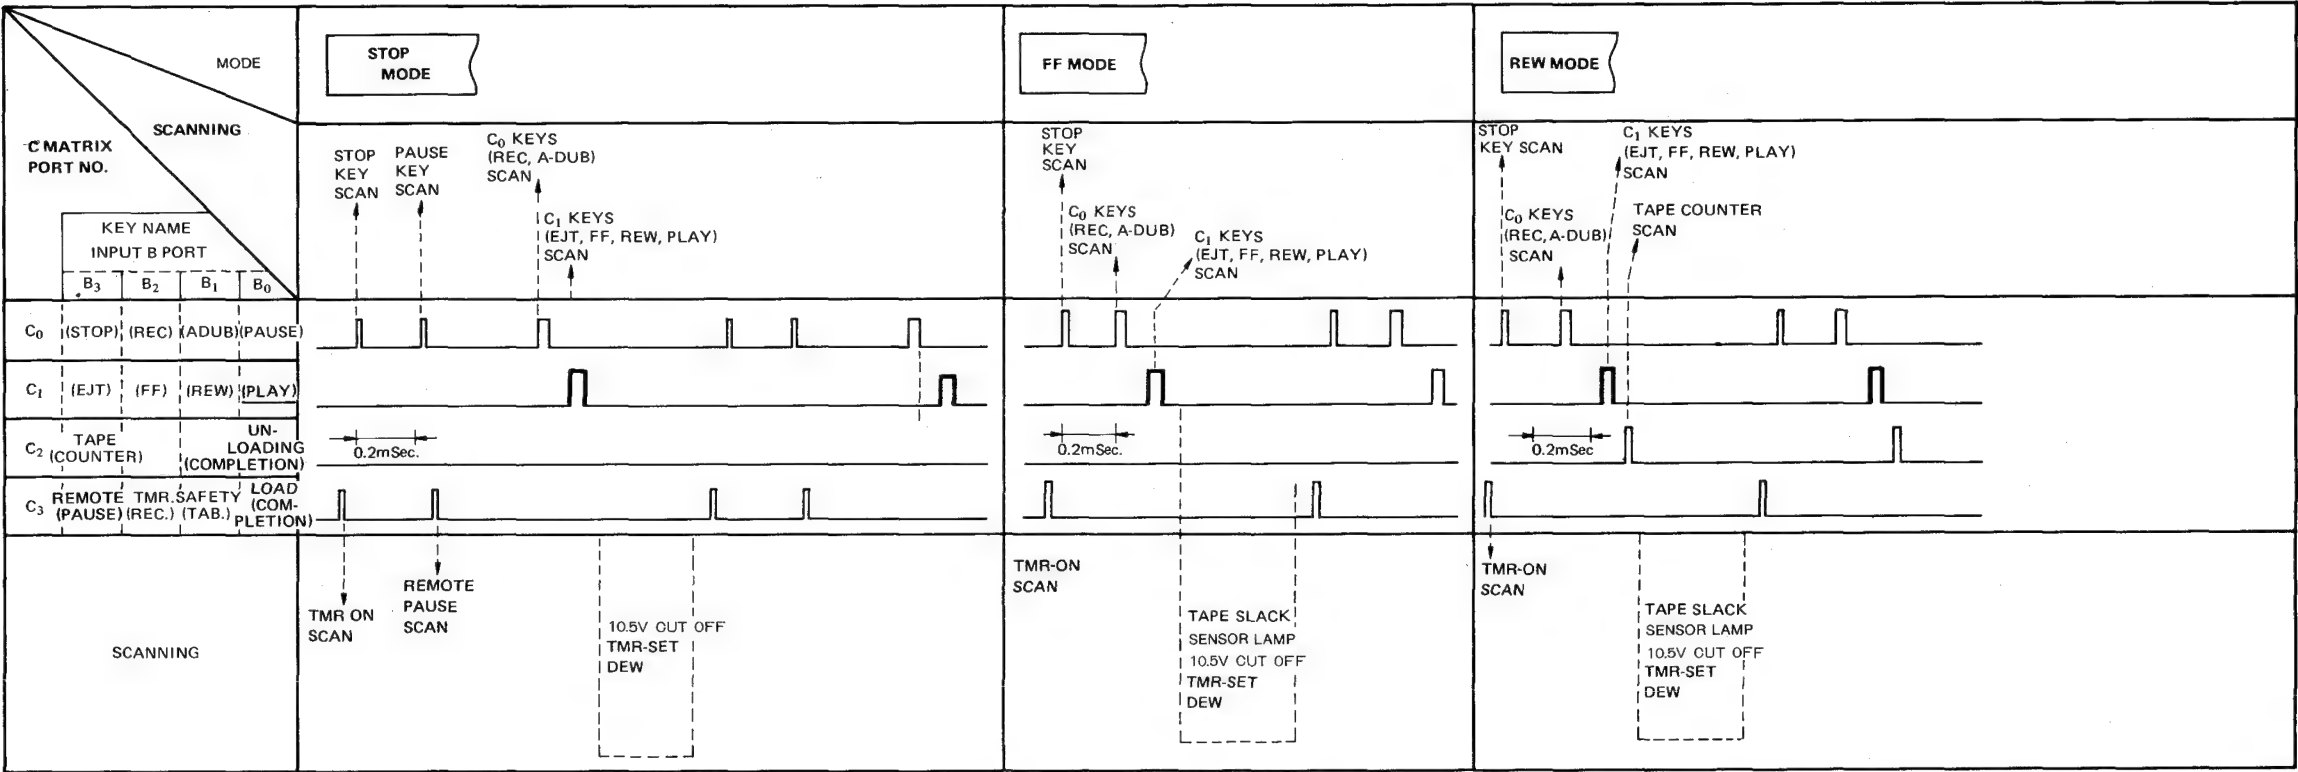 MODE
SCANNING
C MATRIX
PORT NO.
KEY NAME
INPUT B PORT
B3 B2 B1 B0
STOP
MODE
FF MODE
REW MODE
STOP
KEY
SCAN
PAUSE
KEY
SCAN
C0 KEYS
(REC, A-DUB)
SCAN
C1 KEYS
(EJT, FF, REW, PLAY)
SCAN
STOP
KEY
SCAN
C0 KEYS
(REC, A-DUB)
SCAN
C1 KEYS
(EJT, FF, REW, PLAY)
SCAN
STOP
KEY SCAN
C0 KEYS
(REC, A-DUB)
SCAN
C1 KEYS
(EJT, FF, REW, PLAY)
SCAN
TAPE COUNTER
SCAN
C0 (STOP) (REC) (ADUB) (PAUSE)
C1 (EJT) (FF) (REW) (PLAY)
C2 TAPE
(COUNTER)
UN-
LOADING
(COMPLETION)
0.2mSec.
0.2mSec.
0.2mSec
C3 REMOTE
(PAUSE)
TMR.
(REC.)
SAFETY
(TAB.)
LOAD
(COM-
PLETION)
SCANNING
TMR ON
SCAN
REMOTE
PAUSE
SCAN
10.5V CUT OFF
TMR-SET
DEW
TMR-ON
SCAN
TAPE SLACK
SENSOR LAMP
10.5V CUT OFF
TMR-SET
DEW
TMR-ON
SCAN
TAPE SLACK
SENSOR LAMP
10.5V CUT OFF
TMR-SET
DEW